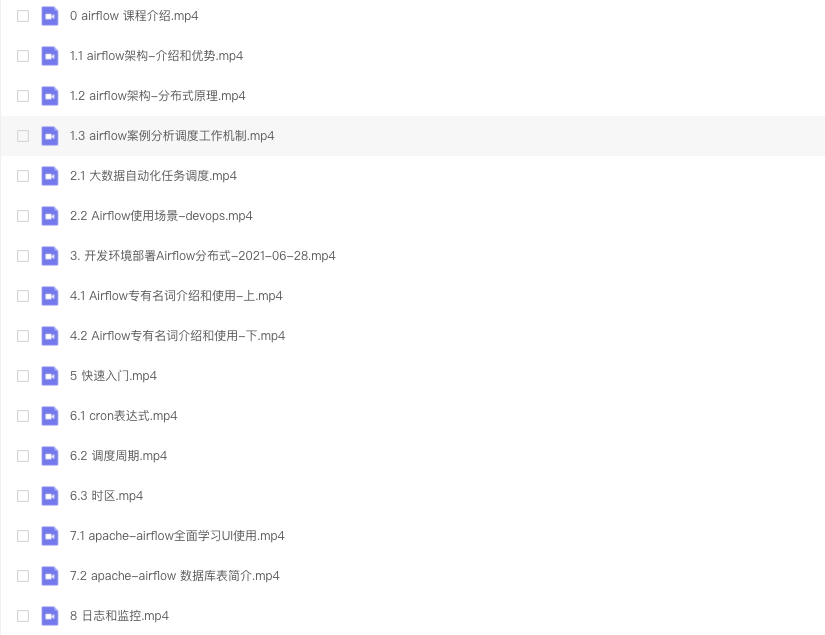 0 airflow 课程介绍.mp4
1.1 airflow架构-介绍和优势.mp4
1.2 airflow架构-分布式原理.mp4
1.3 airflow案例分析调度工作机制.mp4
2.1 大数据自动化任务调度.mp4
2.2 Airflow使用场景-devops.mp4
3. 开发环境部署Airflow分布式-2021-06-28.mp4
4.1 Airflow专有名词介绍和使用-上.mp4
4.2 Airflow专有名词介绍和使用-下.mp4
5 快速入门.mp4
6.1 cron表达式.mp4
6.2 调度周期.mp4
6.3 时区.mp4
7.1 apache-airflow全面学习UI使用.mp4
7.2 apache-airflow 数据库表简介.mp4
8 日志和监控.mp4